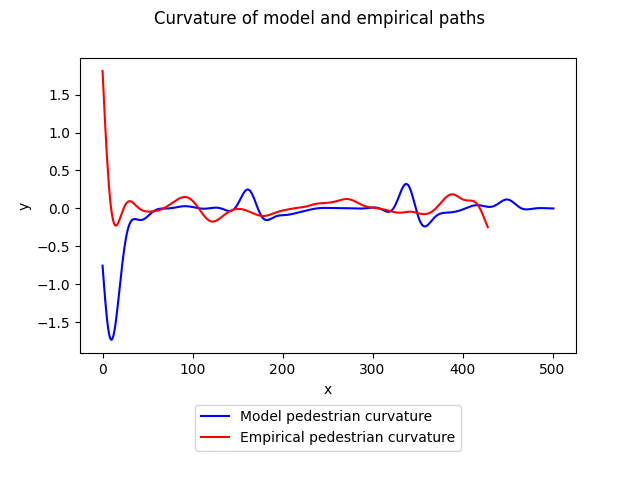 Curvature of model and empirical paths
1.5
1.0
0.5
0.0
−0.5
−1.0
−1.5
y
0 100 200 300 400 500
x
Model pedestrian curvature
Empirical pedestrian curvature